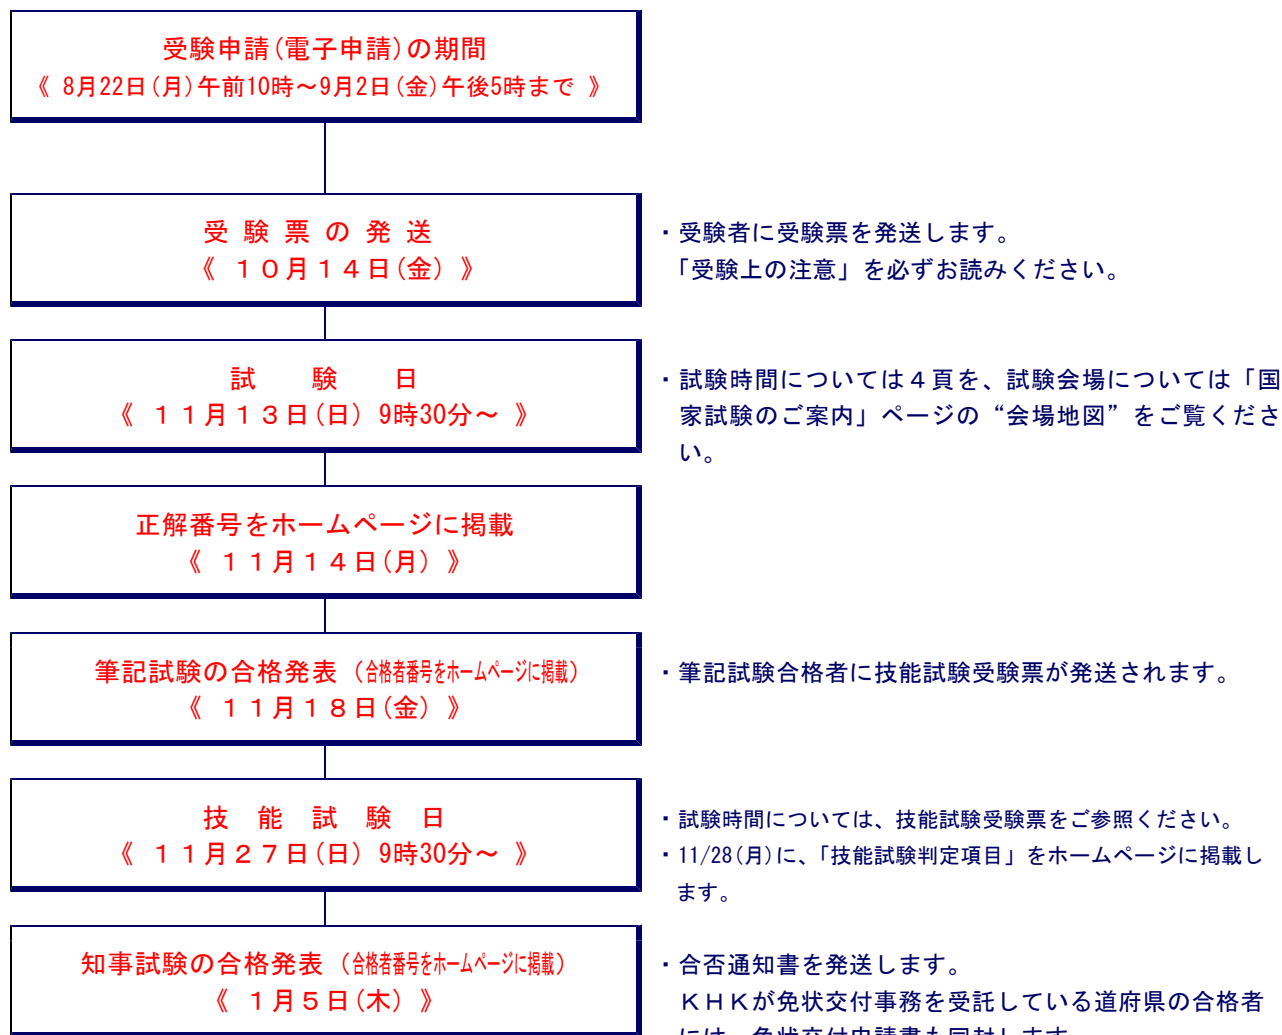 受験申請(電子申請)の期間
《 8月22日(月)午前10時～9月2日(金)午後5時まで 》
受 験 票 の 発 送
《 １０月１４日(金) 》
・受験者に受験票を発送します。
「受験上の注意」を必ずお読みください。
試 験 日
《 １１月１３日(日) 9時30分～ 》
・試験時間については４頁を、試験会場については「国
家試験のご案内」ページの“会場地図”をご覧くださ
い。
正解番号をホームページに掲載
《 １１月１４日(月) 》
筆記試験の合格発表（合格者番号をホームページに掲載）
《 １１月１８日(金) 》
・筆記試験合格者に技能試験受験票が発送されます。
技 能 試 験 日
《 １１月２７日(日) 9時30分～ 》
・試験時間については、技能試験受験票をご参照ください。
・11/28(月)に、「技能試験判定項目」をホームページに掲載し
ます。
知事試験の合格発表（合格者番号をホームページに掲載）
《 １月５日(木) 》
・合否通知書を発送します。
ＫＨＫが免状交付事務を受託している道府県の合格者
には、免状交付申請書も同封します